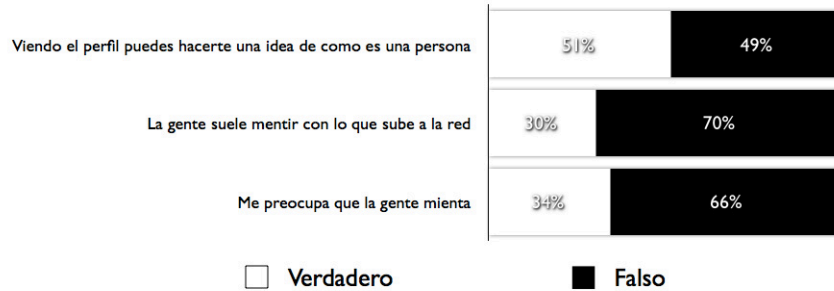 Viendo el perfil puedes hacerte una idea de como es una persona
51%
49%
La gente suele mentir con lo que sube a la red
30%
70%
Me preocupa que la gente mienta
34%
66%
Verdadero
Falso